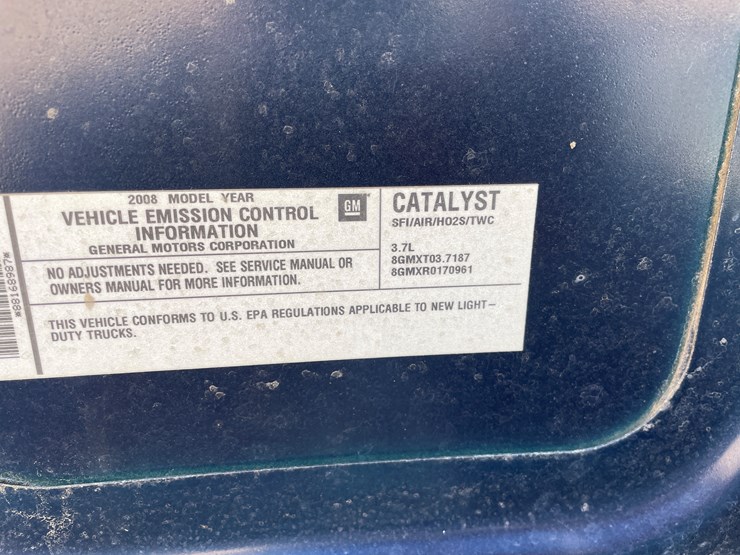 2008 MODEL YEAR
VEHICLE EMISSION CONTROL
INFORMATION
GENERAL MOTORS CORPORATION
GM
CATALYST
SFI/AIR/HO2S/TWC
3.7L
8GMXT03.7187
8GMXR0170961
NO ADJUSTMENTS NEEDED. SEE SERVICE MANUAL OR
OWNERS MANUAL FOR MORE INFORMATION.
THIS VEHICLE CONFORMS TO U.S. EPA REGULATIONS APPLICABLE TO NEW LIGHT-
DUTY TRUCKS.